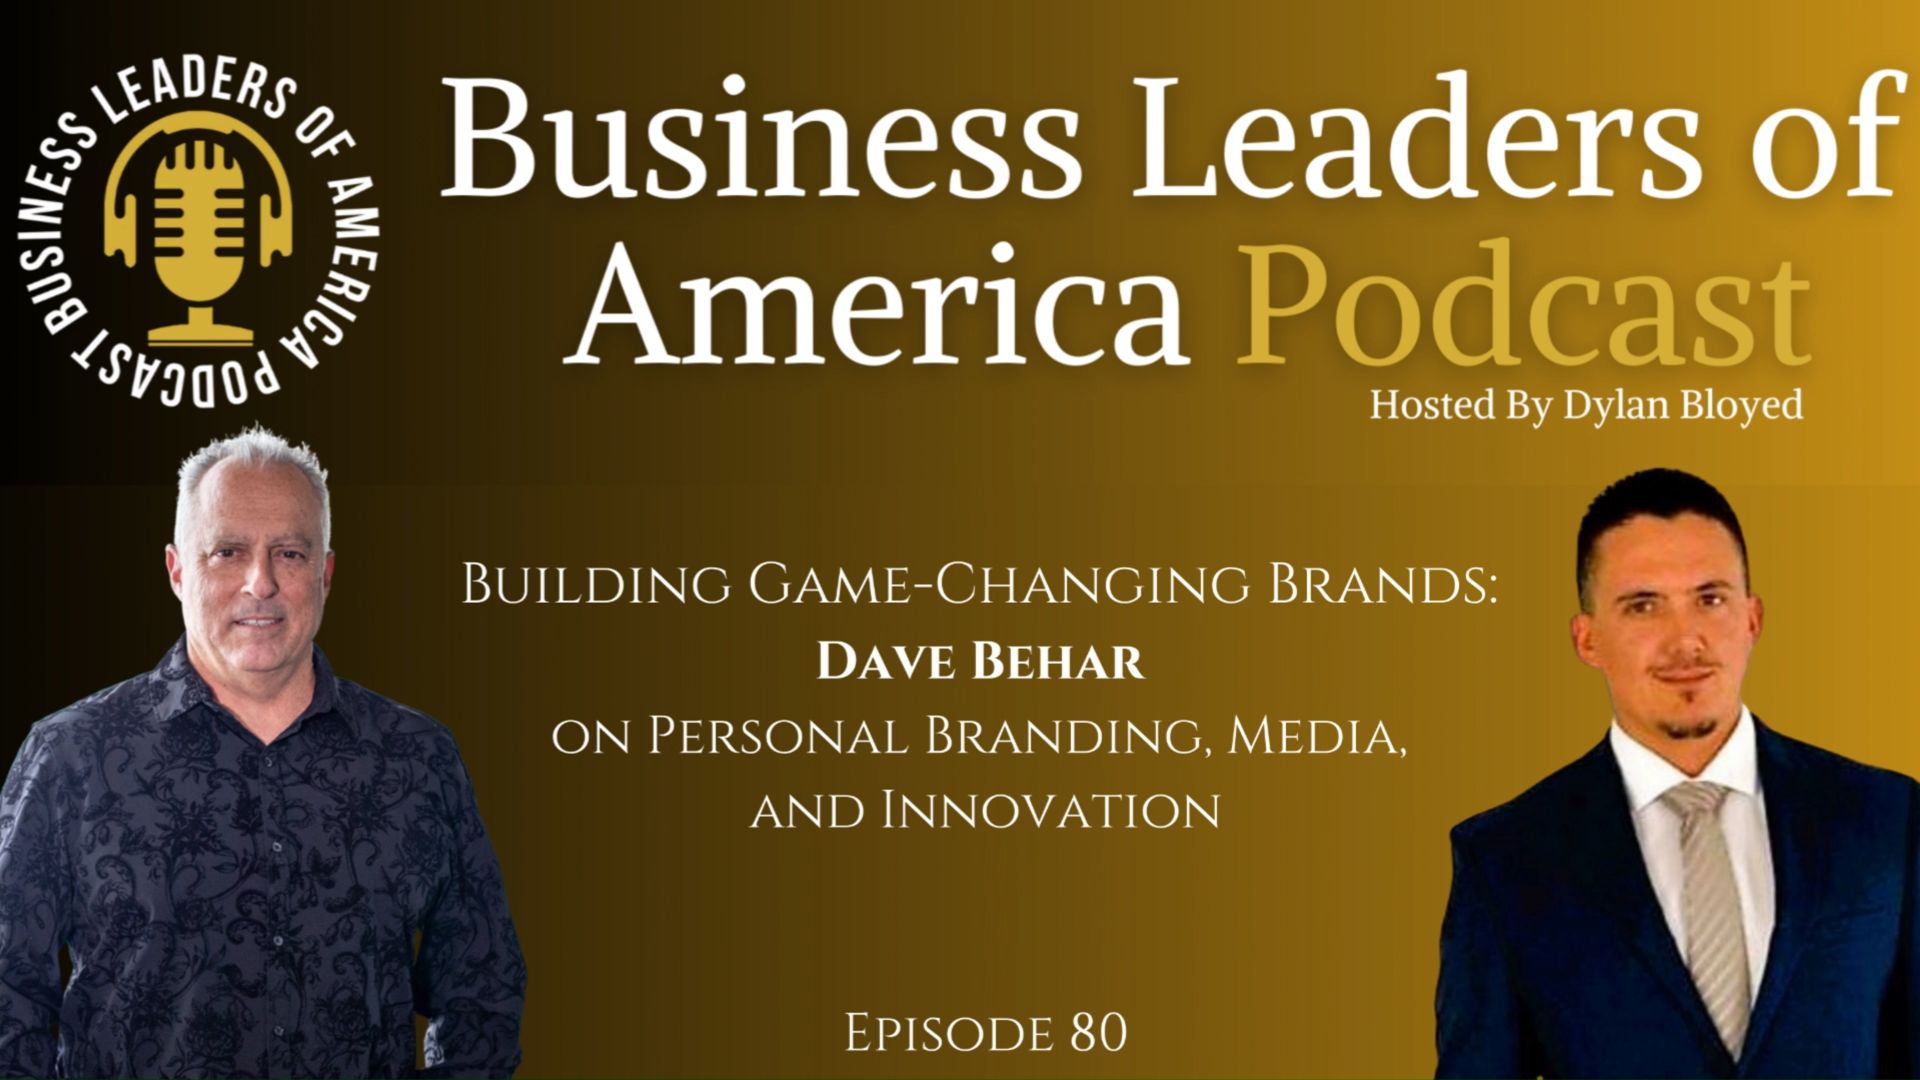 BUSINESS LEADERS OF AMERICA PODCAST
Business Leaders of
America Podcast
Hosted By Dylan Bloyed
Building Game-Changing Brands:
Dave Behar
on Personal Branding, Media,
and Innovation
Episode 80